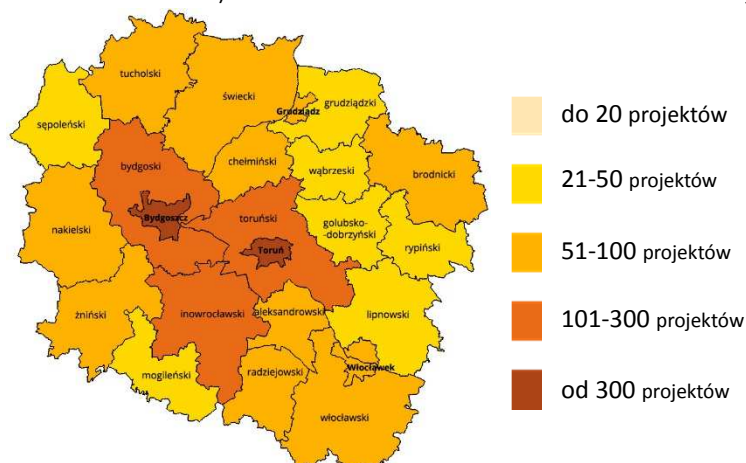 tucholski
świecki
Grudziądz
grudziądzki
sępoleński
chełmiński
wąbrzeski
brodnicki
bydgoski
Bydgoszcz
toruński
Toruń
golubsko-
-dobrzyński
rypiński
nakielski
żniński
inowrocławski
aleksandrowski
lipnowski
mogileński
radziejowski
Włocławek
włocławski
do 20 projektów
21-50 projektów
51-100 projektów
101-300 projektów
od 300 projektów